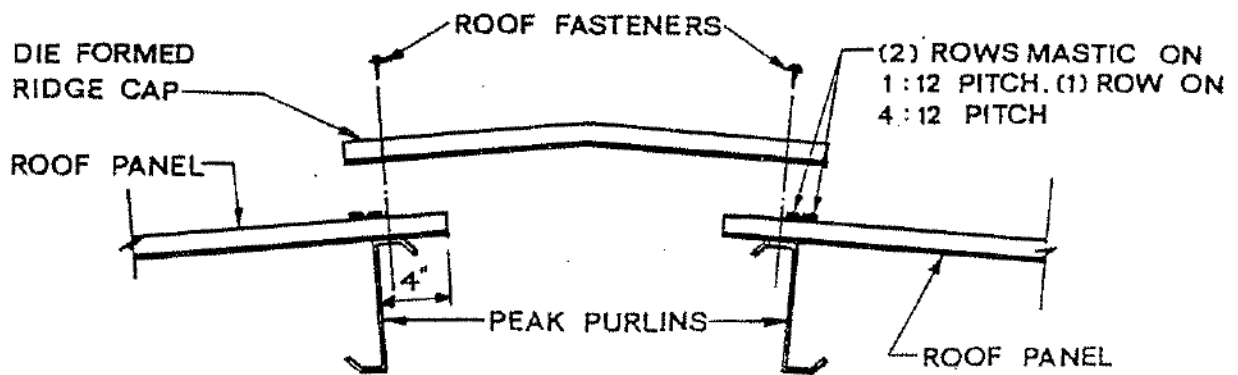 ROOF FASTENERS
DIE FORMED
RIDGE CAP
(2) ROWS MASTIC ON
1:12 PITCH. (1) ROW ON
4:12 PITCH
ROOF PANEL
4"
PEAK PURLINS
ROOF PANEL